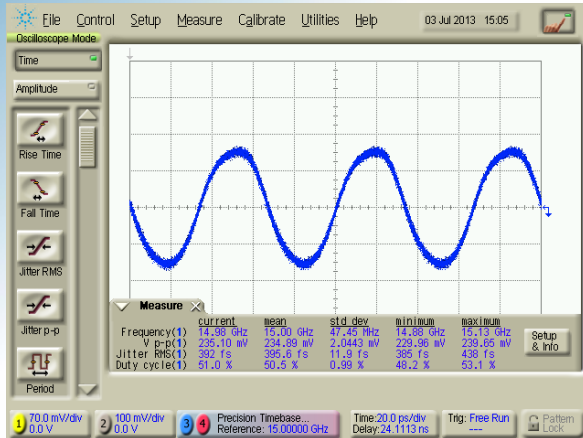 File Control Setup Measure Calibrate Utilities Help 03 Jul 2013 15:05
Oscilloscope Mode
Time
Amplitude
Rise Time
Fall Time
Jitter RMS
Jitter p-p
Period
Measure
current mean std dev minimum maximum
Frequency(1) 14.98 GHz 15.00 GHz 47.45 MHz 14.88 GHz 15.13 GHz
V p-p(1) 235.10 mV 234.89 mV 2.0443 mV 229.96 mV 239.65 mV
Jitter RMS(1) 392 fs 395.6 fs 11.9 fs 385 fs 438 fs
Duty cycle(1) 51.0 % 50.5 % 0.99 % 48.2 % 53.1 %
Setup
& Info
1 70.0 mV/div
0.0 V
2 100 mV/div
0.0 V
3 4 Precision Timebase...
Reference: 15.00000 GHz
Time:20.0 ps/div
Delay:24.1113 ns
Trig: Free Run
---
Pattern
Lock